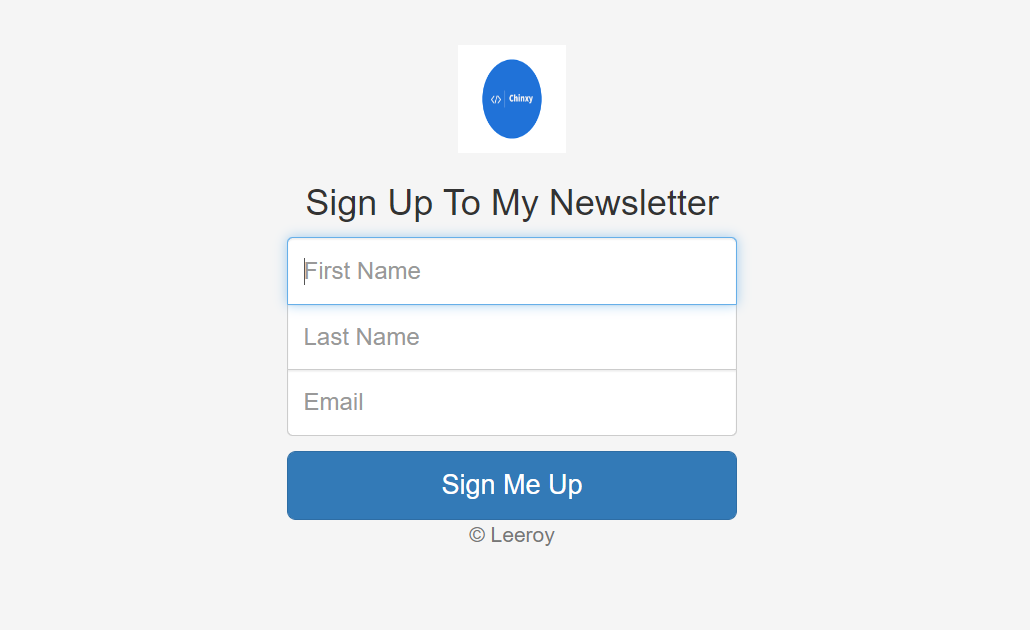 </> | Chinxy
Sign Up To My Newsletter
First Name
Last Name
Email
Sign Me Up
© Leeroy